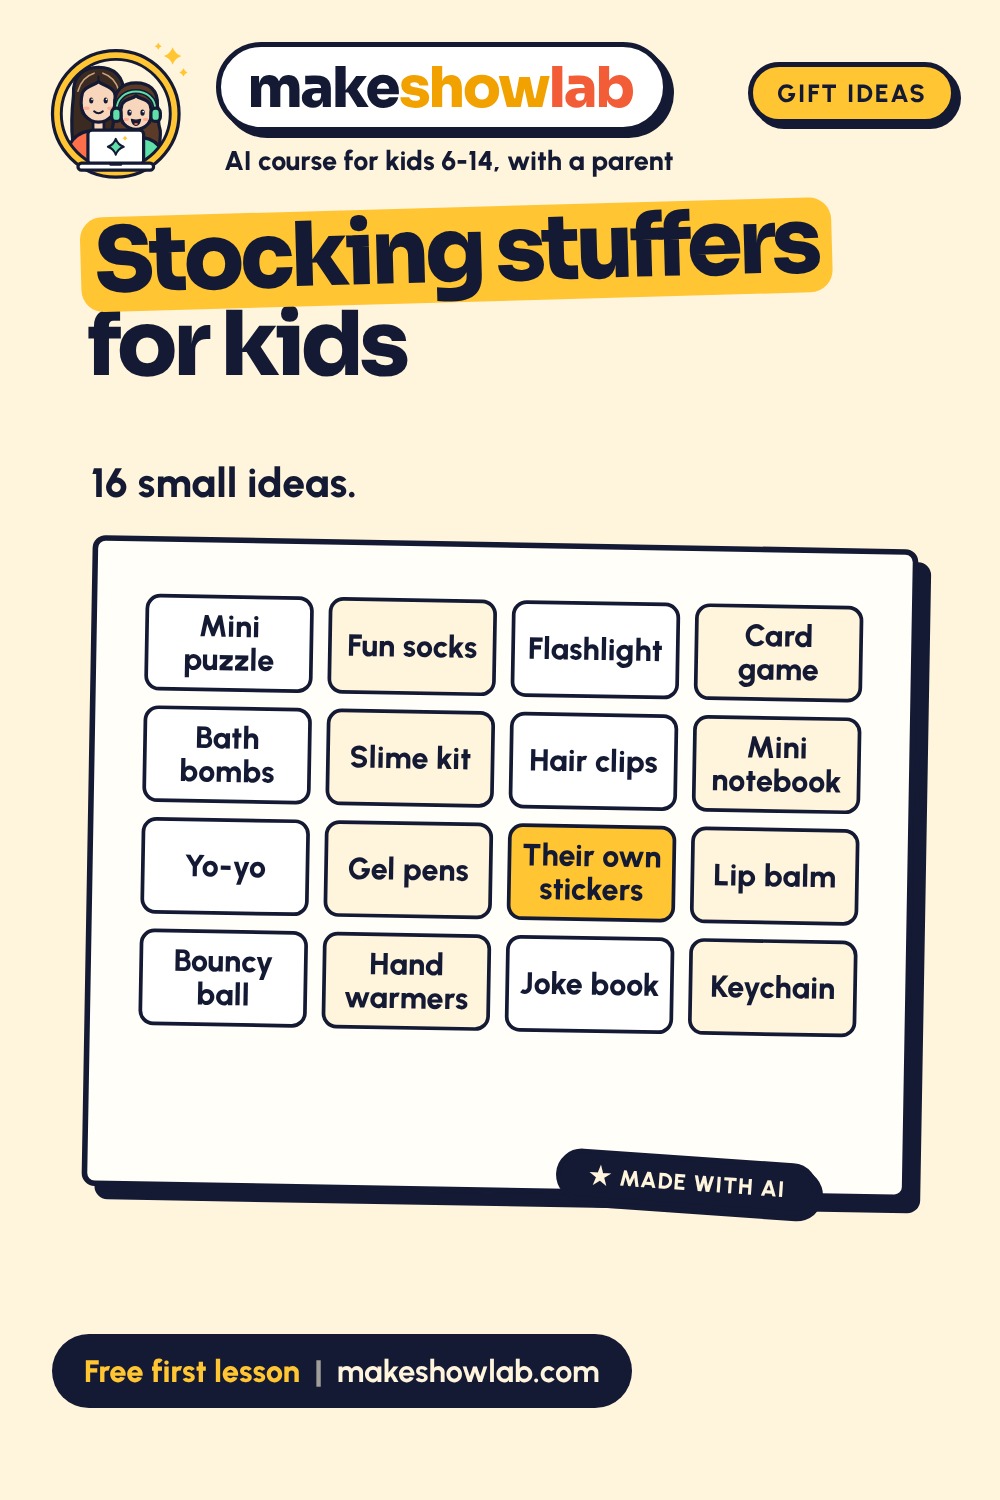 makeshowlab
GIFT IDEAS
AI course for kids 6-14, with a parent
Stocking stuffers
for kids
16 small ideas.
Mini
puzzle
Fun socks
Flashlight
Card
game
Bath
bombs
Slime kit
Hair clips
Mini
notebook
Yo-yo
Gel pens
Their own
stickers
Lip balm
Bouncy
ball
Hand
warmers
Joke book
Keychain
★ MADE WITH AI
Free first lesson | makeshowlab.com